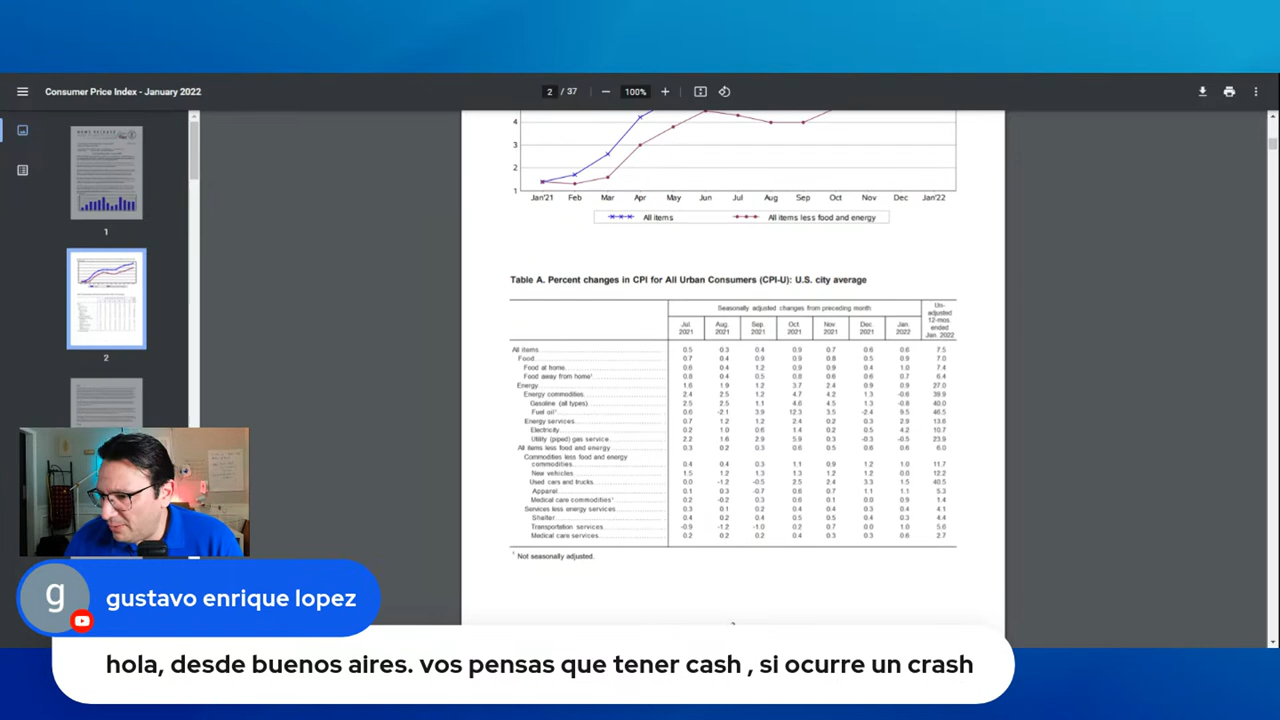 Consumer Price Index - January 2022
2 / 37
100%
1
2
4
3
2
1
Jan'21 Feb Mar Apr May Jun Jul Aug Sep Oct Nov Dec Jan'22
All items All items less food and energy
Table A. Percent changes in CPI for All Urban Consumers (CPI-U): U.S. city average
Seasonally adjusted changes from preceding month
Un-
adjusted
12-mos.
ended
Jan. 2022
Jul. 2021 Aug. 2021 Sep. 2021 Oct. 2021 Nov. 2021 Dec. 2021 Jan. 2022
All items 0.5 0.3 0.4 0.9 0.7 0.6 0.6 7.5
Food 0.7 0.4 0.9 0.9 0.8 0.5 0.9 7.0
Food at home 0.6 0.4 1.2 0.9 0.9 0.4 1.0 7.4
Food away from home¹ 0.8 0.4 0.5 0.8 0.6 0.6 0.7 6.4
Energy 1.6 1.9 1.2 3.7 2.4 0.9 0.9 27.0
Energy commodities 2.4 2.5 1.2 4.7 4.2 1.3 -0.6 39.9
Gasoline (all types) 2.5 2.5 1.1 4.6 4.5 1.3 -0.8 40.0
Fuel oil¹ 0.6 -2.1 3.9 12.3 3.5 -2.4 9.5 46.5
Energy services 0.7 1.2 1.2 2.4 0.2 0.3 2.9 13.6
Electricity 0.2 1.0 0.6 1.4 0.2 0.5 4.2 10.7
Utility (piped) gas service 2.2 1.6 2.9 5.9 0.3 -0.3 -0.5 23.9
All items less food and energy 0.3 0.2 0.3 0.6 0.5 0.6 0.6 6.0
Commodities less food and energy
commodities 0.4 0.4 0.3 1.1 0.9 1.2 1.0 11.7
New vehicles 1.5 1.2 1.3 1.3 1.2 1.2 0.0 12.2
Used cars and trucks 0.0 -1.2 -0.5 2.5 2.4 3.3 1.5 40.5
Apparel 0.1 0.3 -0.7 0.6 0.7 1.1 1.1 5.3
Medical care commodities¹ 0.2 -0.2 0.3 0.6 0.1 0.0 0.9 1.4
Services less energy services 0.3 0.1 0.2 0.4 0.4 0.3 0.4 4.1
Shelter 0.4 0.2 0.4 0.5 0.5 0.4 0.3 4.4
Transportation services -0.9 -1.2 -1.0 0.2 0.7 0.0 1.0 5.6
Medical care services 0.2 0.2 0.2 0.4 0.3 0.3 0.6 2.7
¹ Not seasonally adjusted.
g
gustavo enrique lopez
hola, desde buenos aires. vos pensas que tener cash , si ocurre un crash